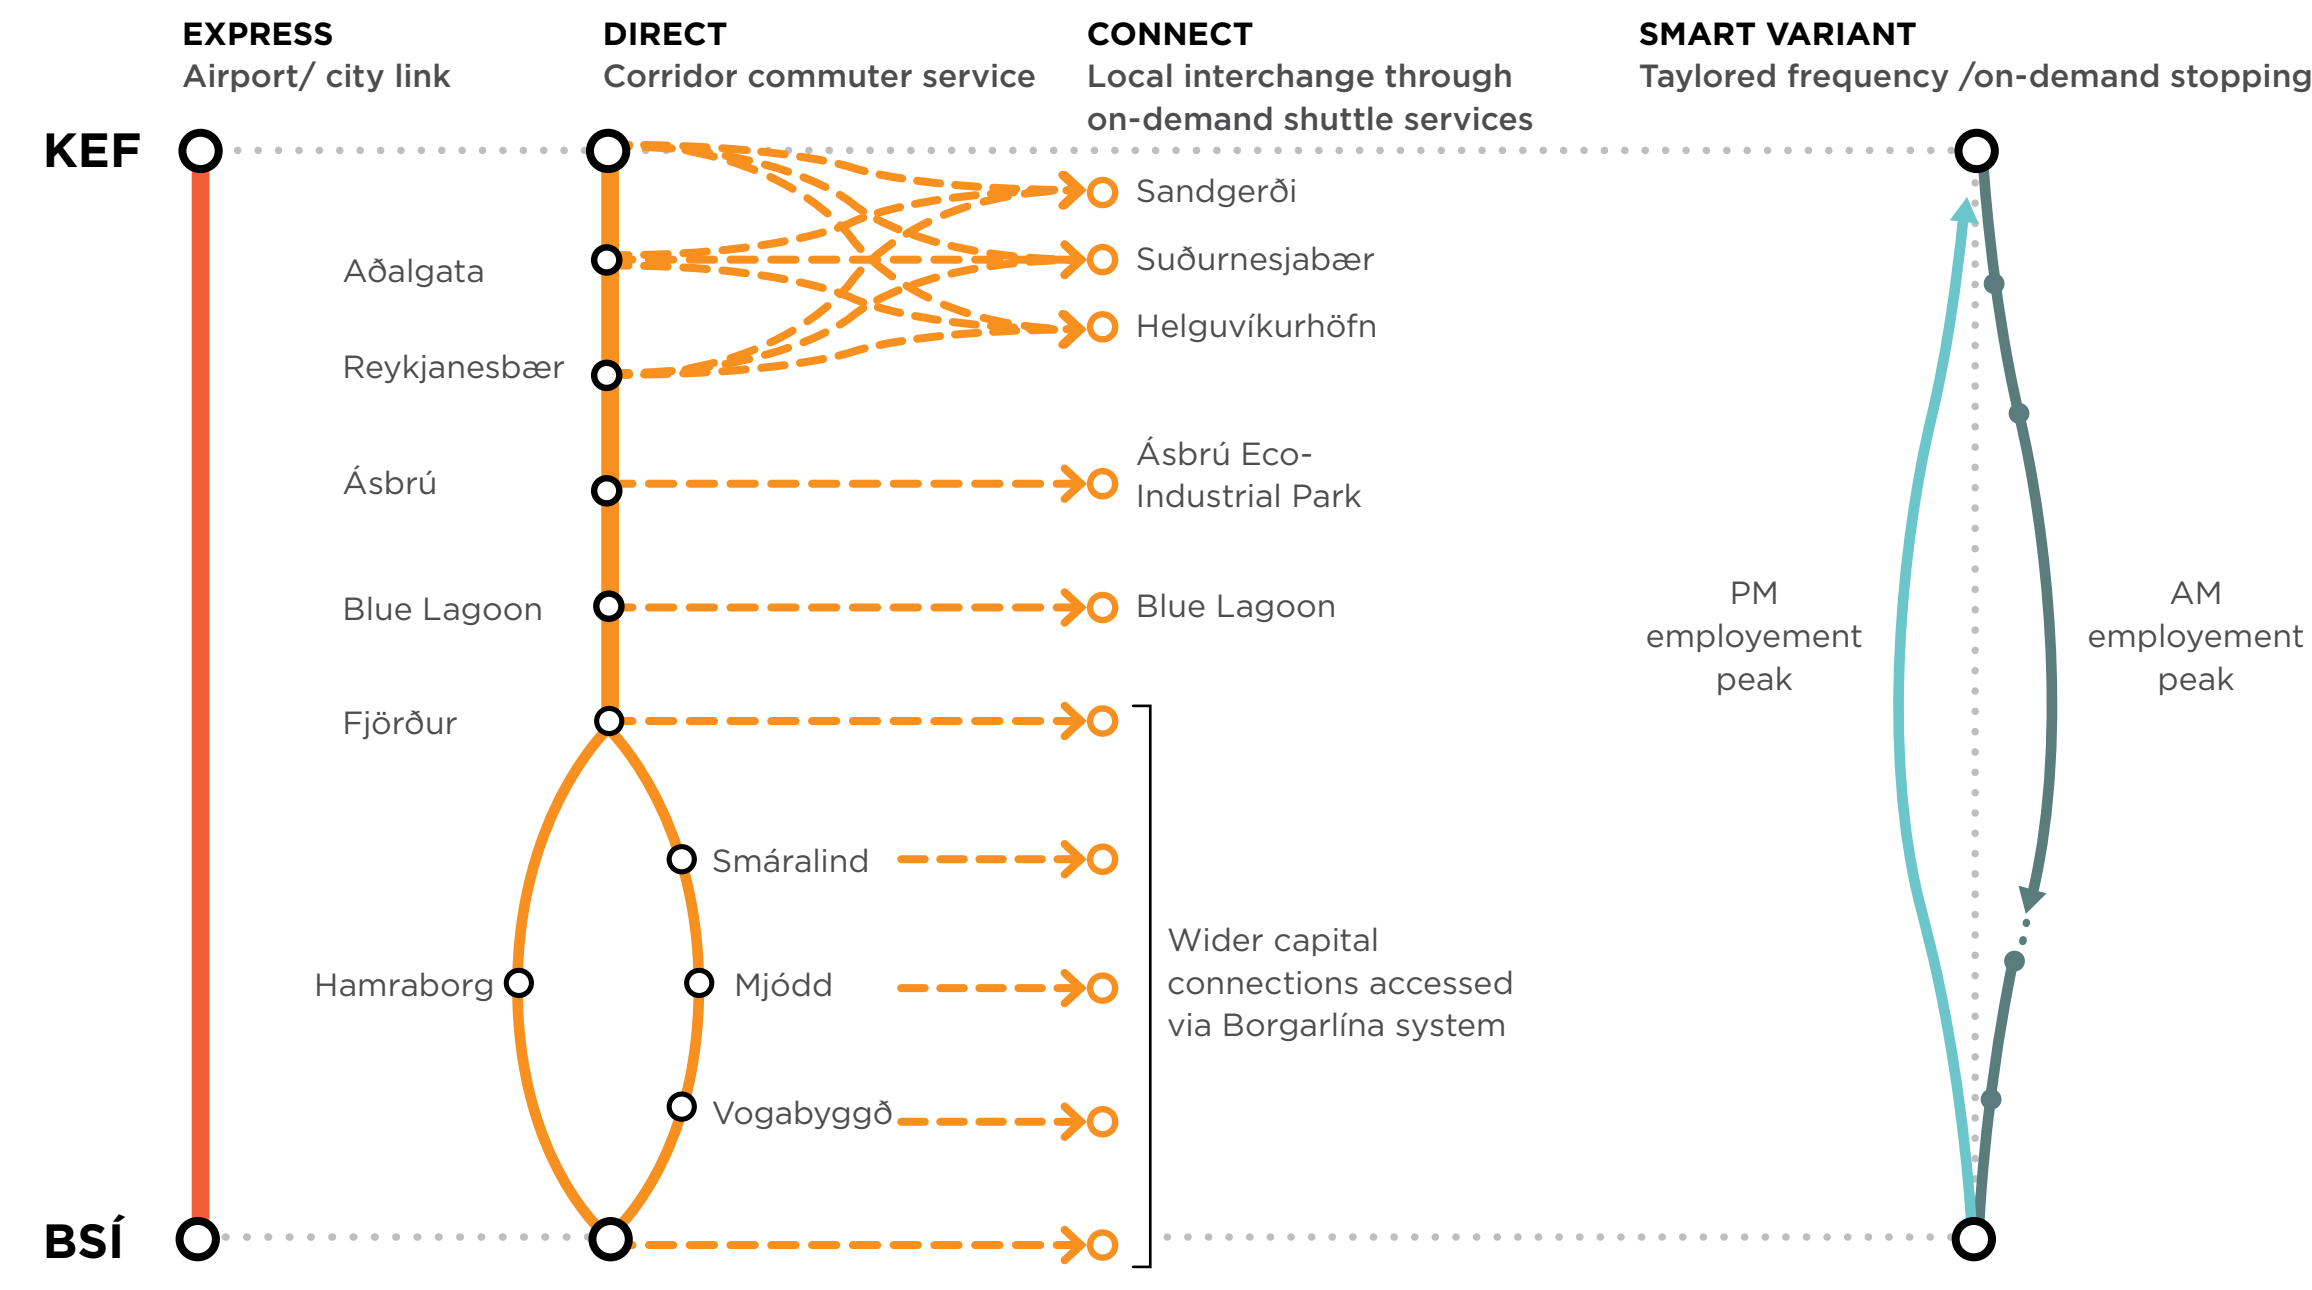 EXPRESS
Airport/ city link
DIRECT
Corridor commuter service
CONNECT
Local interchange through
on-demand shuttle services
SMART VARIANT
Taylored frequency /on-demand stopping
KEF
Sandgerði
Suðurnesjabær
Helguvíkurhöfn
Aðalgata
Reykjanesbær
Ásbrú
Ásbrú Eco-
Industrial Park
Blue Lagoon
Blue Lagoon
Fjörður
Smáralind
Hamraborg
Mjódd
Vogabyggð
Wider capital
connections accessed
via Borgarlína system
PM
employement
peak
AM
employement
peak
BSÍ